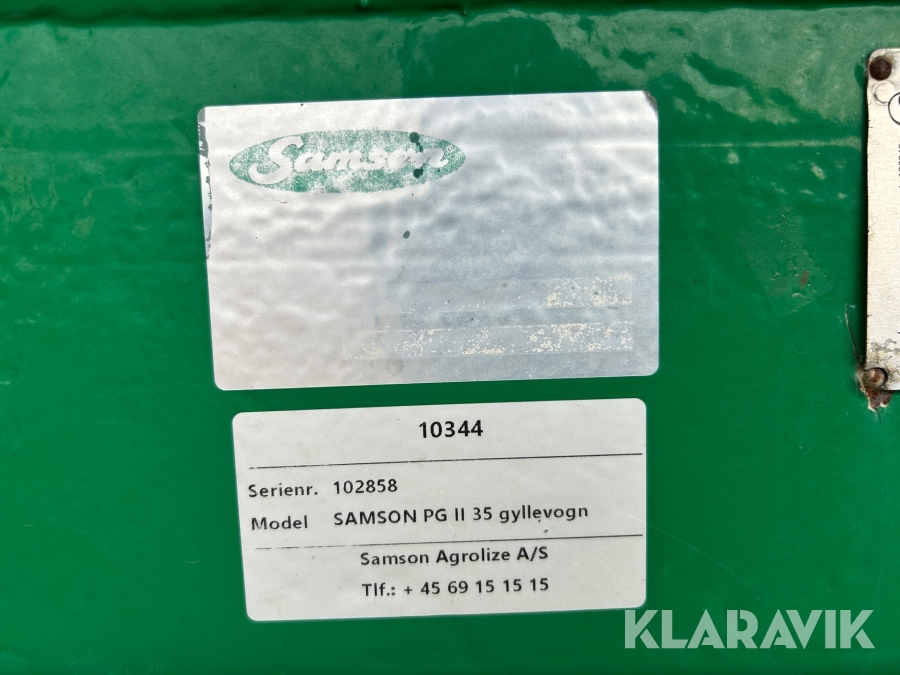 Samson
10344
Serienr. 102858
Model SAMSON PG II 35 gyllevogn
Samson Agrolize A/S
Tlf.: + 45 69 15 15 15
KLARAVIK